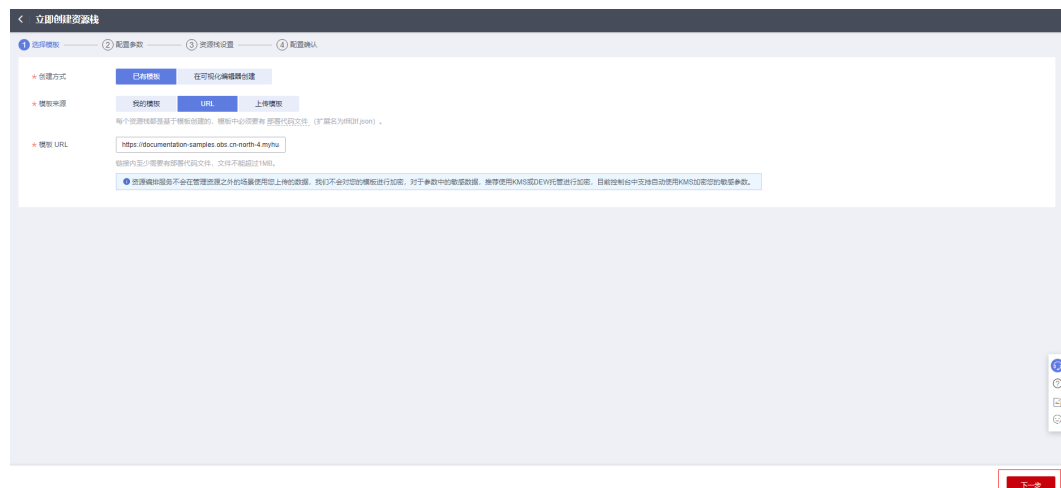 立即创建资源栈
1 选择模板 2 配置参数 3 资源栈设置 4 配置确认
* 创建方式 已有模板 在可视化编辑器创建
* 模板来源 我的模板 URL 上传模板
每个资源栈都是基于模板创建的，模板中必须要有 部署代码文件（扩展名为tf或tf.json）。
* 模板 URL https://documentation-samples.obs.cn-north-4.myhu
链接内至少需要有部署代码文件，文件不能超过1MB。
资源编排服务不会在管理资源之外的场景使用您上传的数据，我们不会对您的模板进行加密，对于参数中的敏感数据，推荐使用KMS或DEW托管进行加密，目前控制台中支持自动使用KMS加密您的敏感参数。
下一步